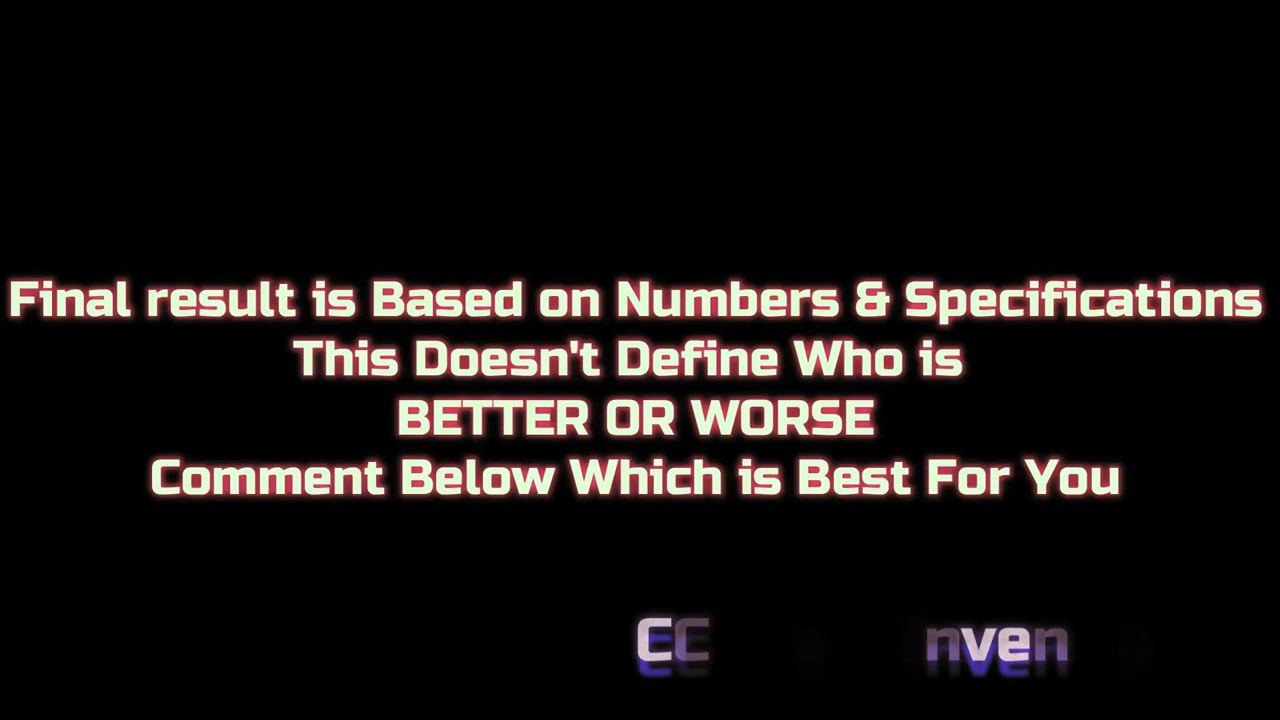 Final result is Based on Numbers & Specifications
This Doesn't Define Who is
BETTER OR WORSE
Comment Below Which is Best For You